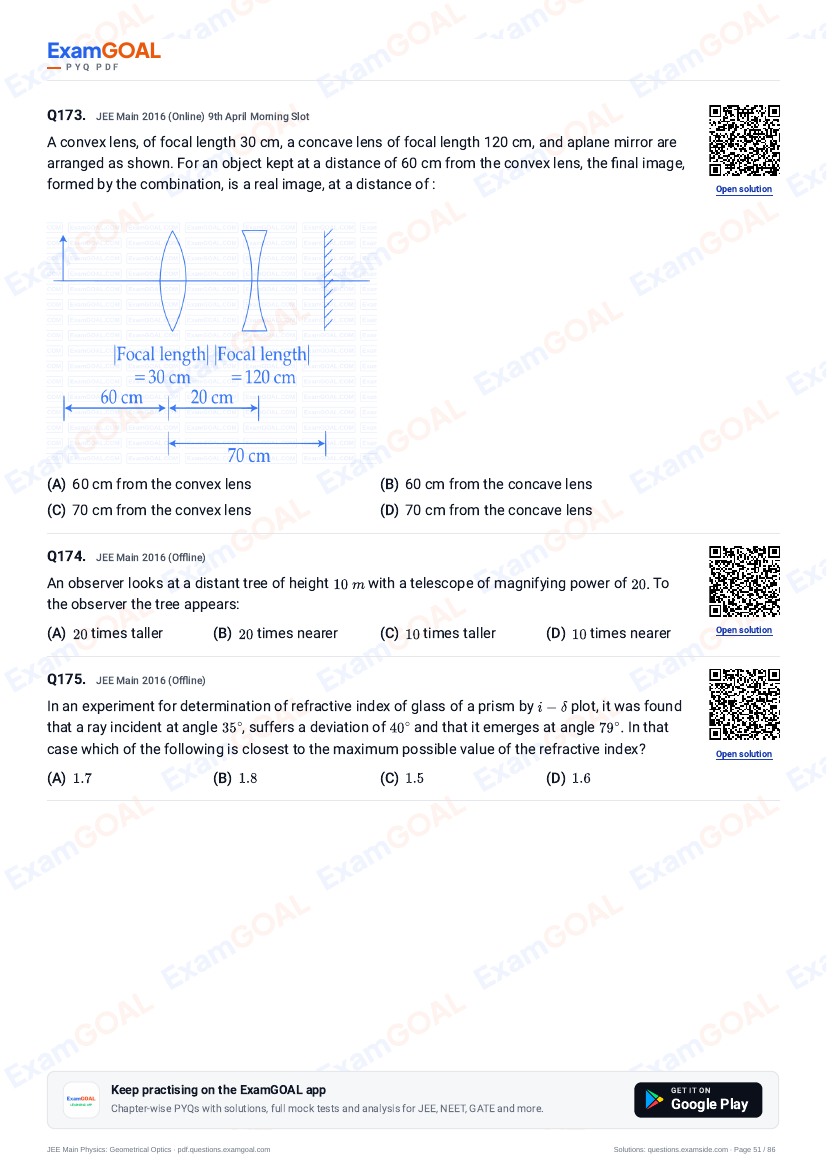 ExamGOAL
PYQ PDF
Q173. JEE Main 2016 (Online) 9th April Morning Slot
A convex lens, of focal length 30 cm, a concave lens of focal length 120 cm, and aplane mirror are
arranged as shown. For an object kept at a distance of 60 cm from the convex lens, the final image,
formed by the combination, is a real image, at a distance of :
Open solution
|Focal length| |Focal length|
= 30 cm = 120 cm
60 cm 20 cm
70 cm
(A) 60 cm from the convex lens (B) 60 cm from the concave lens
(C) 70 cm from the convex lens (D) 70 cm from the concave lens
Q174. JEE Main 2016 (Offline)
An observer looks at a distant tree of height 10 m with a telescope of magnifying power of 20. To
the observer the tree appears:
Open solution
(A) 20 times taller (B) 20 times nearer (C) 10 times taller (D) 10 times nearer
Q175. JEE Main 2016 (Offline)
In an experiment for determination of refractive index of glass of a prism by i − δ plot, it was found
that a ray incident at angle 35°, suffers a deviation of 40° and that it emerges at angle 79°. In that
case which of the following is closest to the maximum possible value of the refractive index?
Open solution
(A) 1.7 (B) 1.8 (C) 1.5 (D) 1.6
ExamGOAL
Keep practising on the ExamGOAL app
Chapter-wise PYQs with solutions, full mock tests and analysis for JEE, NEET, GATE and more.
GET IT ON
Google Play
JEE Main Physics: Geometrical Optics · pdf.questions.examgoal.com
Solutions: questions.examside.com · Page 51 / 86